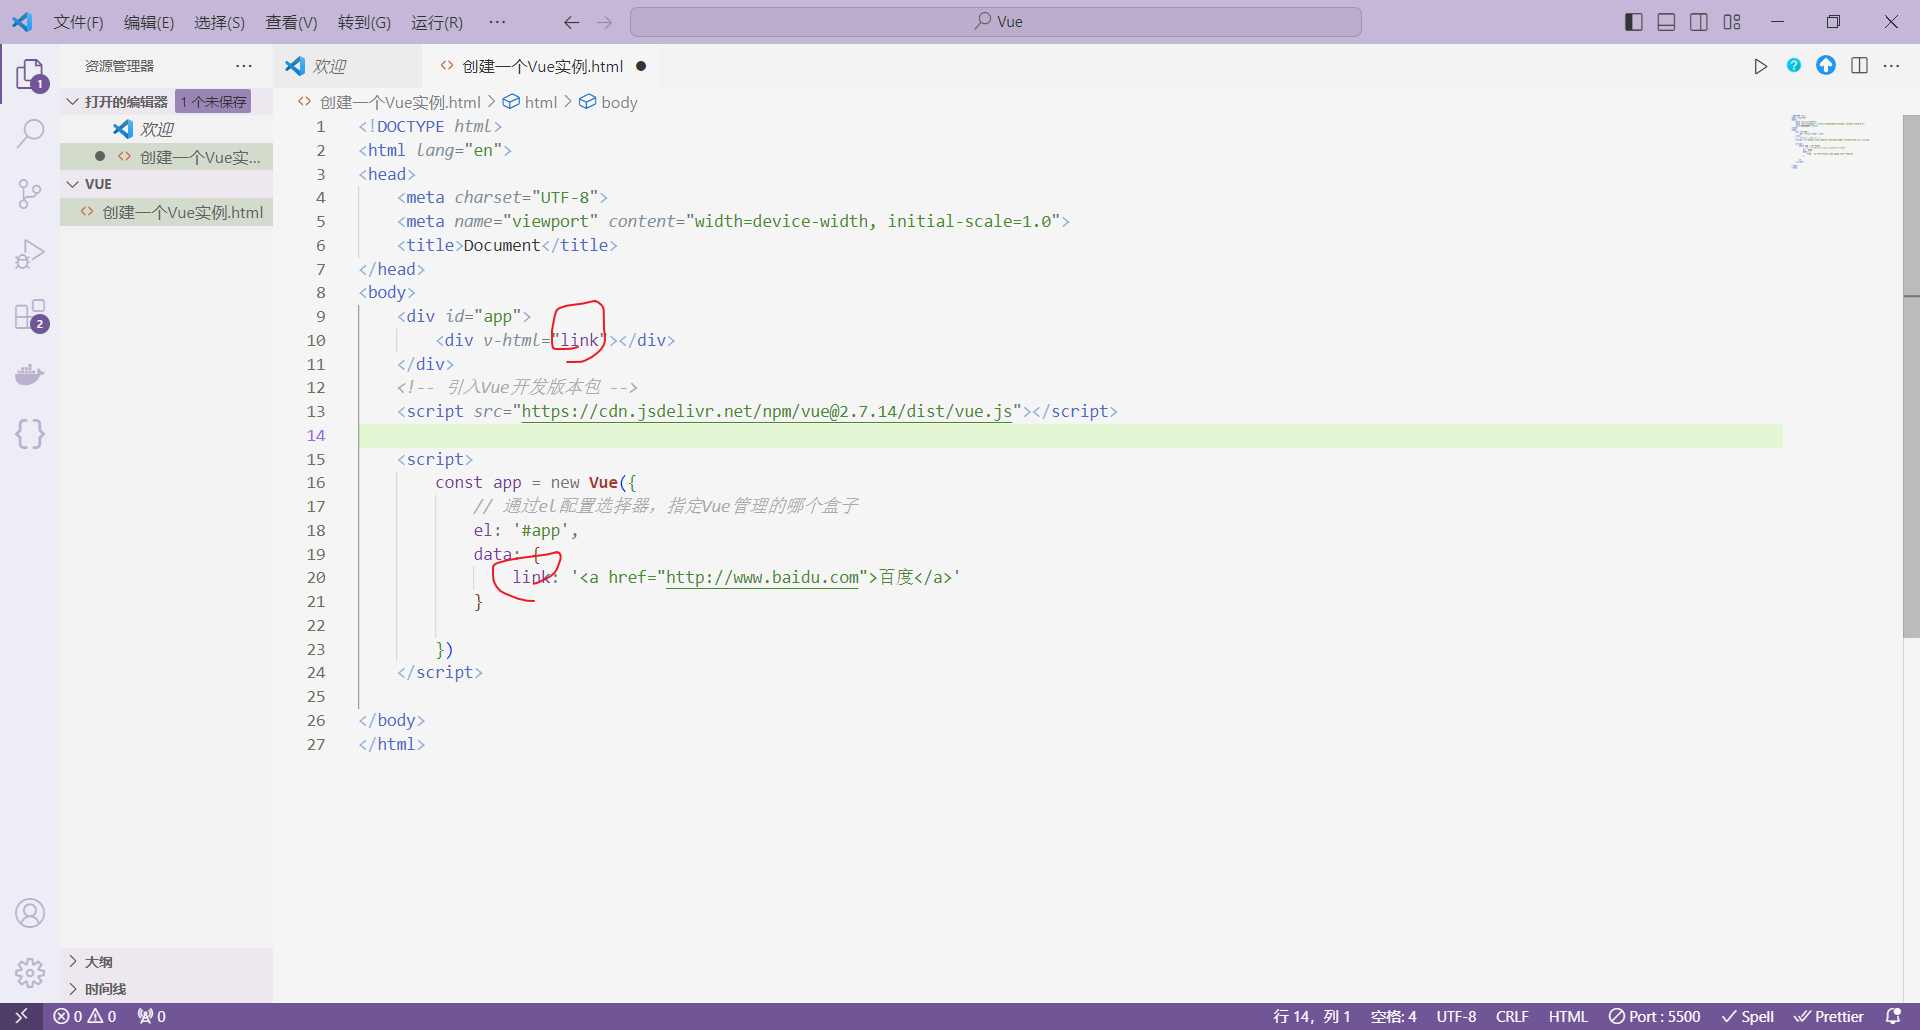 文件(F) 编辑(E) 选择(S) 查看(V) 转到(G) 运行(R) ··· Vue
资源管理器 ···
打开的编辑器 1 个未保存
欢迎
创建一个Vue实...
VUE
创建一个Vue实例.html
大纲
时间线
1
2
欢迎 创建一个Vue实例.html
创建一个Vue实例.html > html > body
1 <!DOCTYPE html>
2 <html lang="en">
3 <head>
4 <meta charset="UTF-8">
5 <meta name="viewport" content="width=device-width, initial-scale=1.0">
6 <title>Document</title>
7 </head>
8 <body>
9 <div id="app">
10 <div v-html="link"></div>
11 </div>
12 <!-- 引入Vue开发版本包 -->
13 <script src="https://cdn.jsdelivr.net/npm/vue@2.7.14/dist/vue.js"></script>
14
15 <script>
16 const app = new Vue({
17 // 通过el配置选择器，指定Vue管理的哪个盒子
18 el: '#app',
19 data: {
20 link: '<a href="http://www.baidu.com">百度</a>'
21 }
22
23 })
24 </script>
25
26 </body>
27 </html>
0 0 0 行 14，列 1 空格: 4 UTF-8 CRLF HTML Port : 5500 Spell Prettier